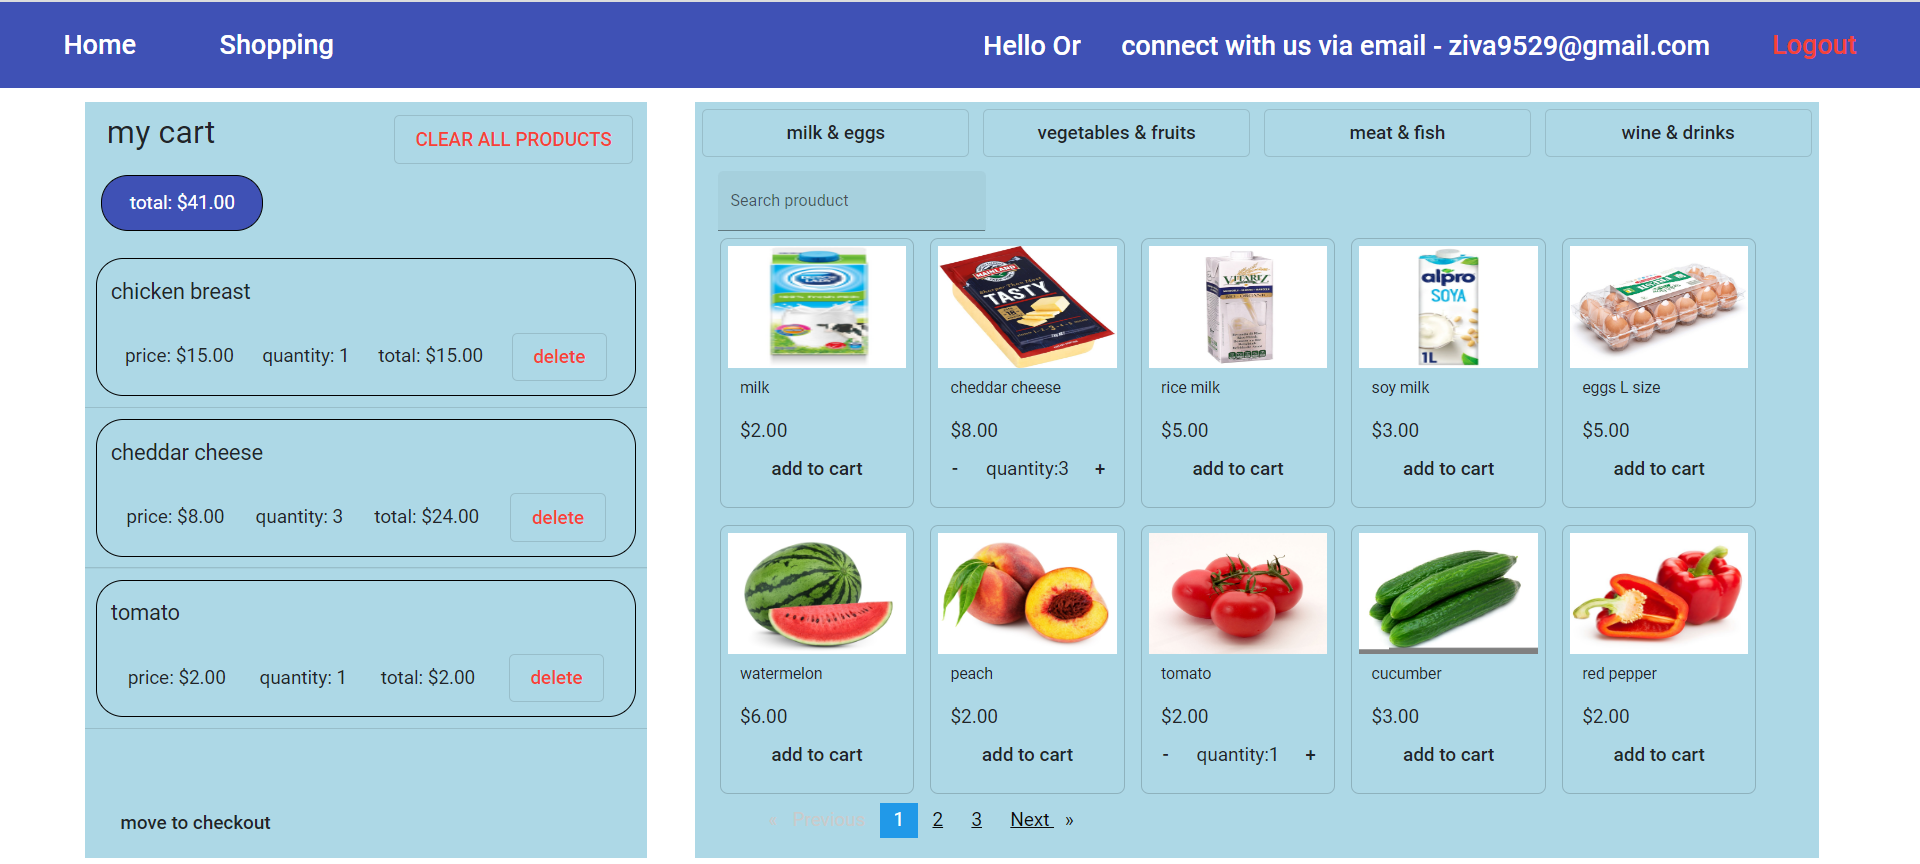 Home Shopping Hello Or connect with us via email - ziva9529@gmail.com Logout
my cart
CLEAR ALL PRODUCTS
total: $41.00
chicken breast
price: $15.00 quantity: 1 total: $15.00 delete
cheddar cheese
price: $8.00 quantity: 3 total: $24.00 delete
tomato
price: $2.00 quantity: 1 total: $2.00 delete
move to checkout
milk & eggs vegetables & fruits meat & fish wine & drinks
Search prouduct
MAINLAND
TASTY
alpro
SOYA
1L
milk cheddar cheese rice milk soy milk eggs L size
$2.00 $8.00 $5.00 $3.00 $5.00
add to cart - quantity:3 + add to cart add to cart add to cart
watermelon peach tomato cucumber red pepper
$6.00 $2.00 $2.00 $3.00 $2.00
add to cart add to cart - quantity:1 + add to cart add to cart
« Previous 1 2 3 Next »